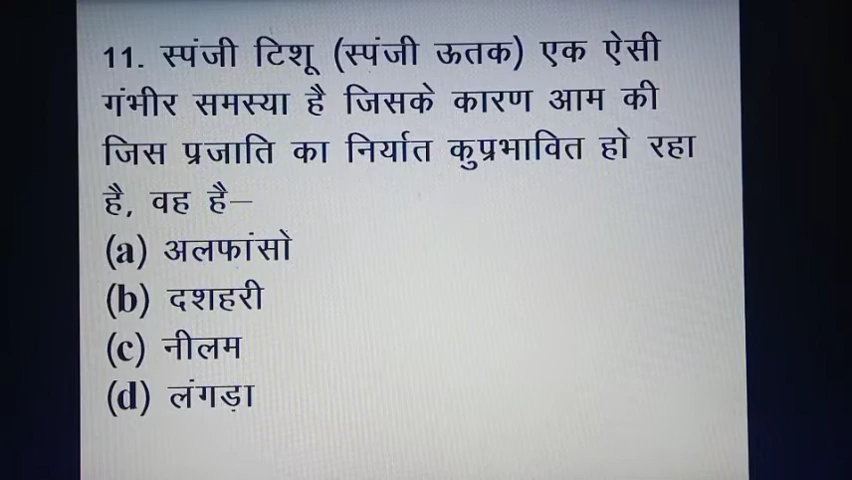 11. स्पंजी टिशू (स्पंजी ऊतक) एक ऐसी
गंभीर समस्या है जिसके कारण आम की
जिस प्रजाति का निर्यात कुप्रभावित हो रहा
है, वह है–
(a) अलफांसो
(b) दशहरी
(c) नीलम
(d) लंगड़ा